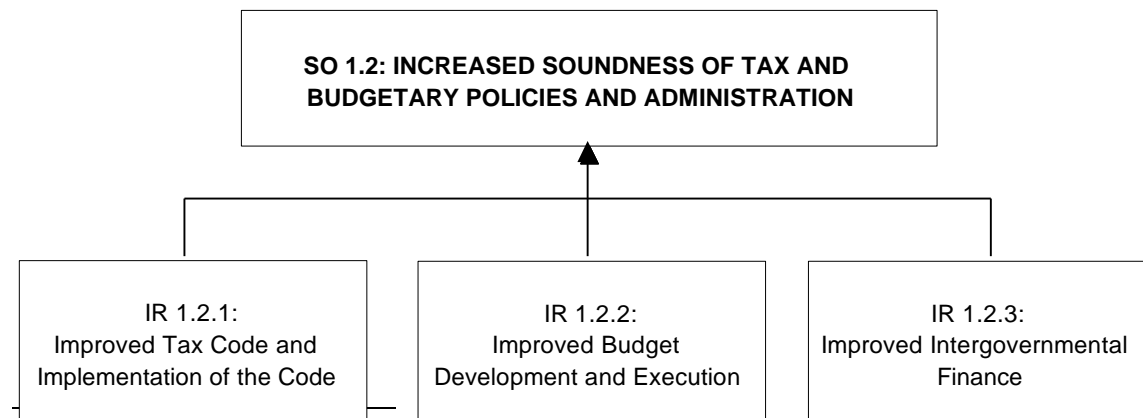 SO 1.2: INCREASED SOUNDNESS OF TAX AND
BUDGETARY POLICIES AND ADMINISTRATION
IR 1.2.1:
Improved Tax Code and
Implementation of the Code
IR 1.2.2:
Improved Budget
Development and Execution
IR 1.2.3:
Improved Intergovernmental
Finance